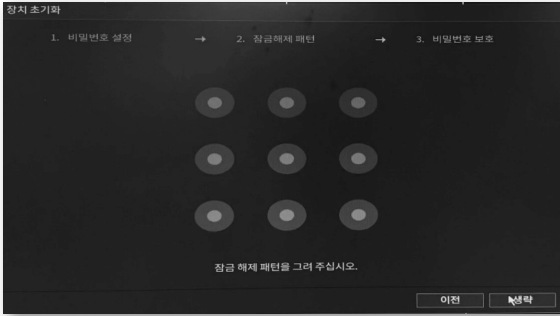 장치 초기화
1. 비밀번호 설정 → 2. 잠금해제 패턴 → 3. 비밀번호 보호
잠금 해제 패턴을 그려 주십시오.
이전 생략